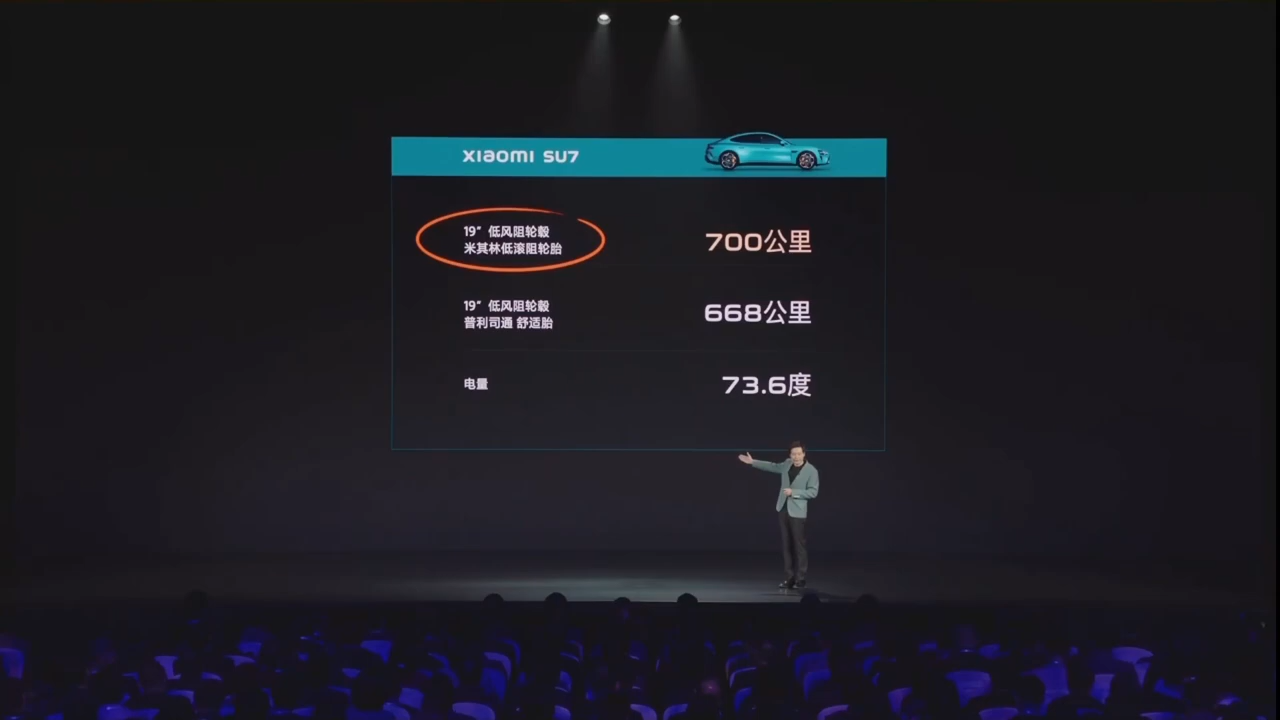 XIAOMI SU7
19" 低风阻轮毂
米其林低滚阻轮胎
700公里
19" 低风阻轮毂
普利司通 舒适胎
668公里
电量
73.6度